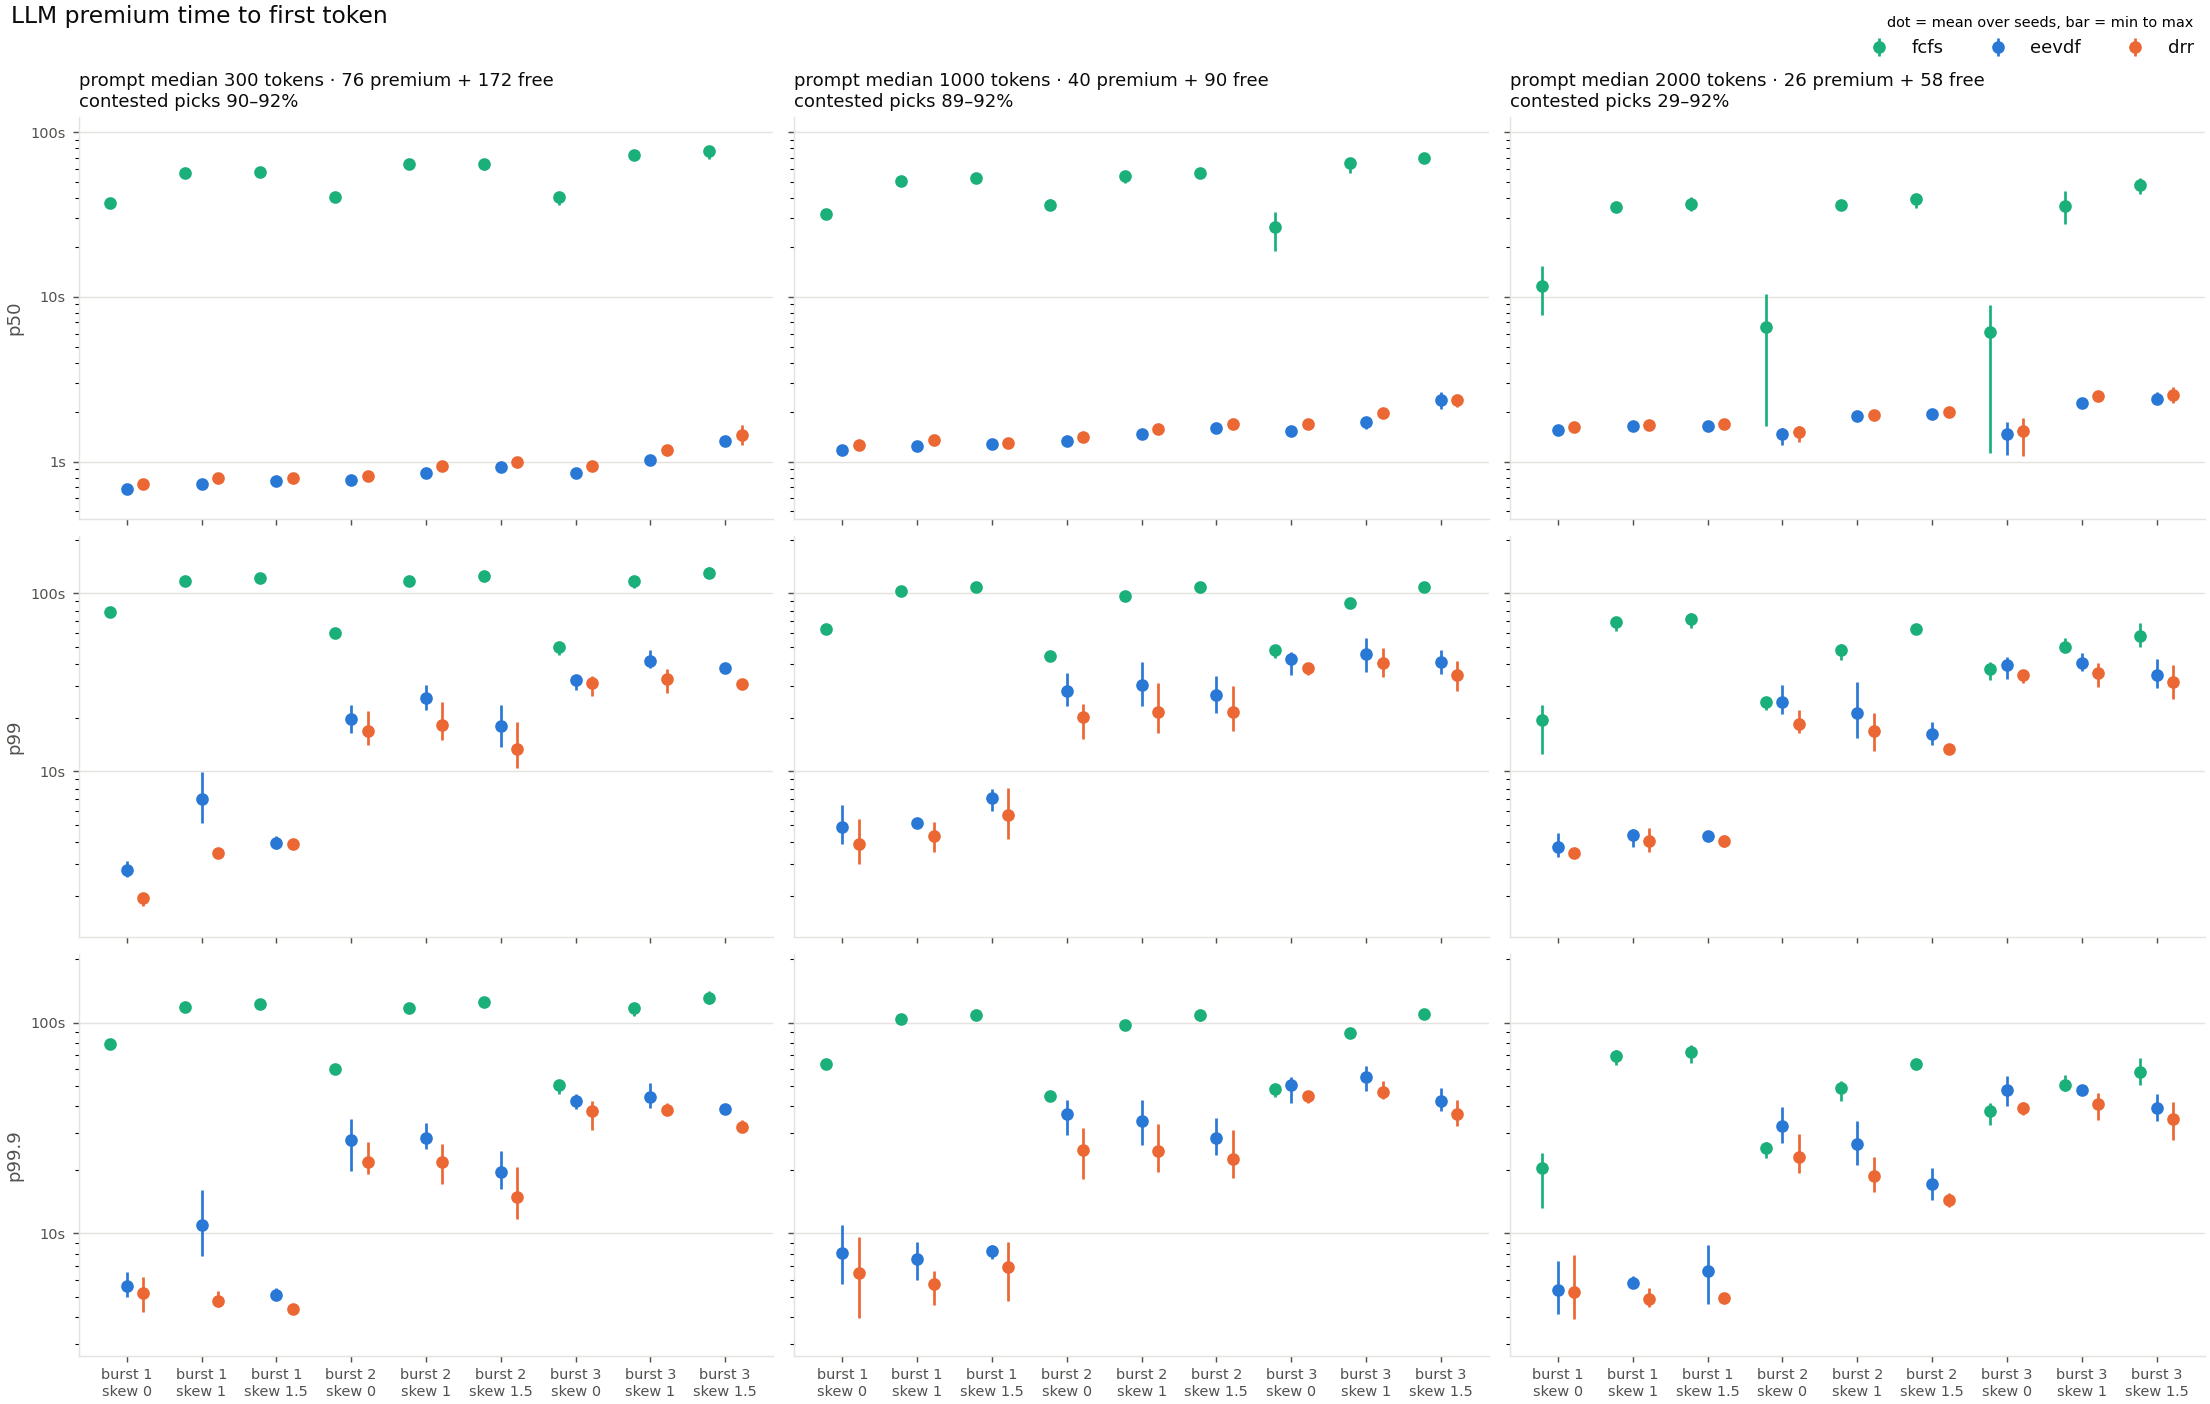 LLM premium time to first token
dot = mean over seeds, bar = min to max
fcfs eevdf drr
prompt median 300 tokens · 76 premium + 172 free
contested picks 90–92%
prompt median 1000 tokens · 40 premium + 90 free
contested picks 89–92%
prompt median 2000 tokens · 26 premium + 58 free
contested picks 29–92%
100s
10s
1s
p50
100s
10s
p99
100s
10s
p99.9
burst 1 burst 1 burst 1 burst 2 burst 2 burst 2 burst 3 burst 3 burst 3
skew 0 skew 1 skew 1.5 skew 0 skew 1 skew 1.5 skew 0 skew 1 skew 1.5
burst 1 burst 1 burst 1 burst 2 burst 2 burst 2 burst 3 burst 3 burst 3
skew 0 skew 1 skew 1.5 skew 0 skew 1 skew 1.5 skew 0 skew 1 skew 1.5
burst 1 burst 1 burst 1 burst 2 burst 2 burst 2 burst 3 burst 3 burst 3
skew 0 skew 1 skew 1.5 skew 0 skew 1 skew 1.5 skew 0 skew 1 skew 1.5